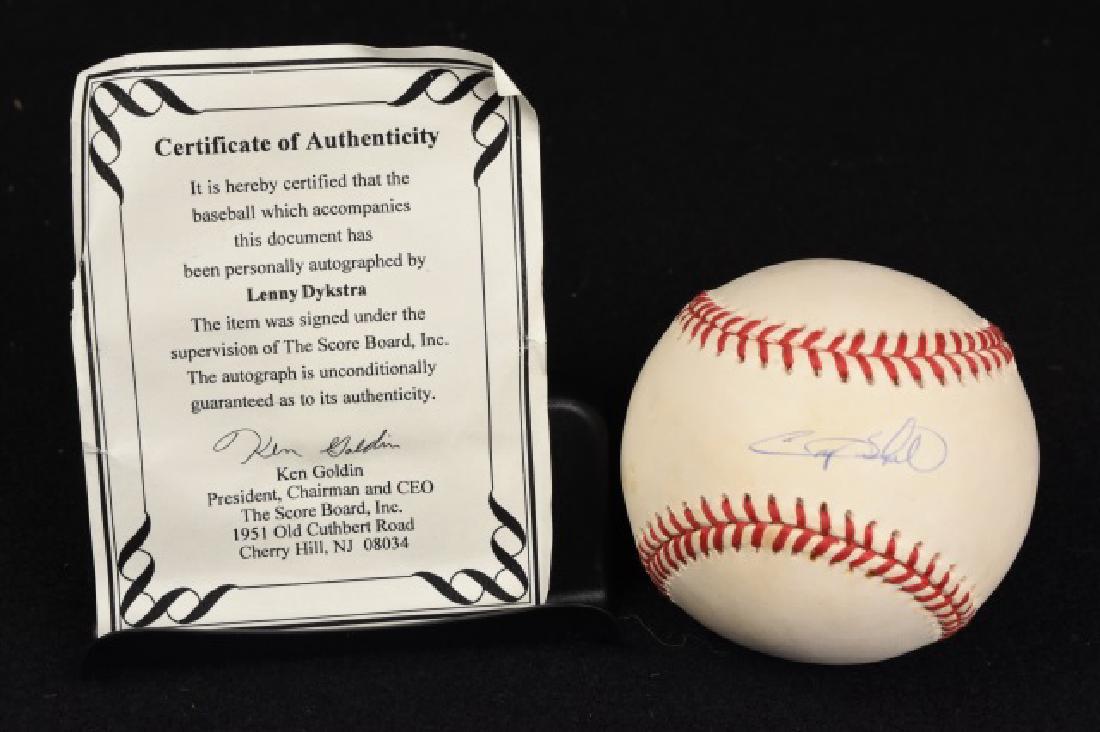 Certificate of Authenticity
It is hereby certified that the
baseball which accompanies
this document has
been personally autographed by
Lenny Dykstra
The item was signed under the
supervision of The Score Board, Inc.
The autograph is unconditionally
guaranteed as to its authenticity.
Ken Goldin
Ken Goldin
President, Chairman and CEO
The Score Board, Inc.
1951 Old Cuthbert Road
Cherry Hill, NJ 08034